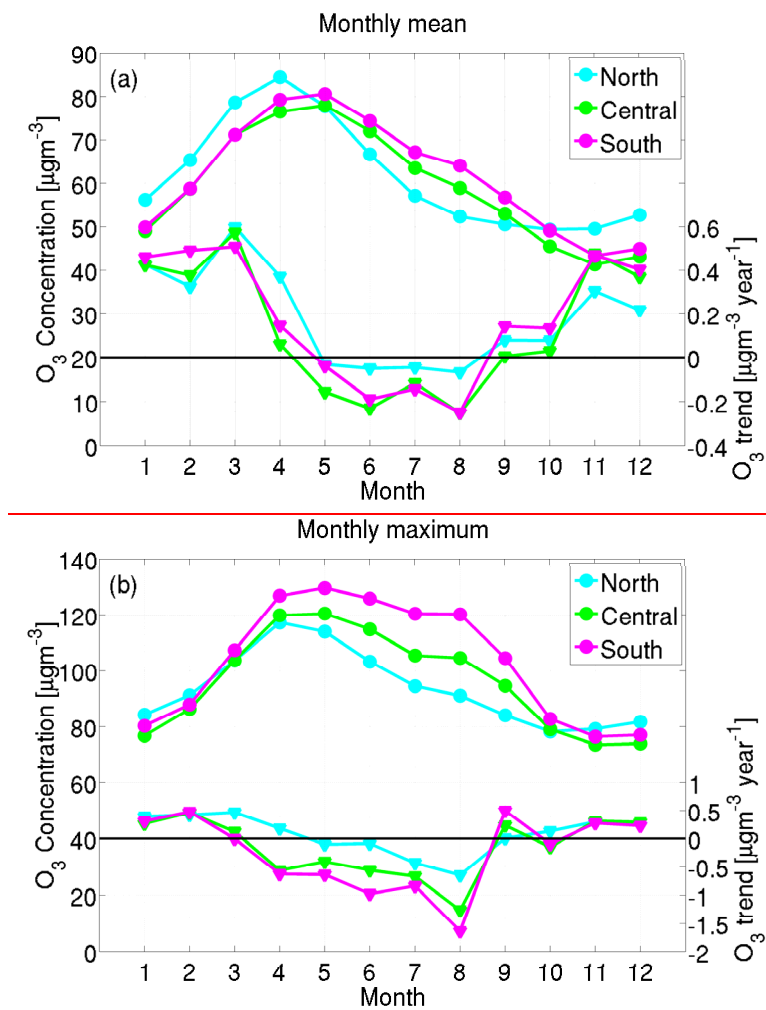 Monthly mean
(a)
North
Central
South
90
80
70
60
50
40
30
20
10
0
O3 Concentration [µgm-3]
0.6
0.4
0.2
0
-0.2
-0.4
O3 trend [µgm-3 year-1]
1 2 3 4 5 6 7 8 9 10 11 12
Month
Monthly maximum
(b)
North
Central
South
140
120
100
80
60
40
20
0
O3 Concentration [µgm-3]
1
0.5
0
-0.5
-1
-1.5
-2
O3 trend [µgm-3 year-1]
1 2 3 4 5 6 7 8 9 10 11 12
Month